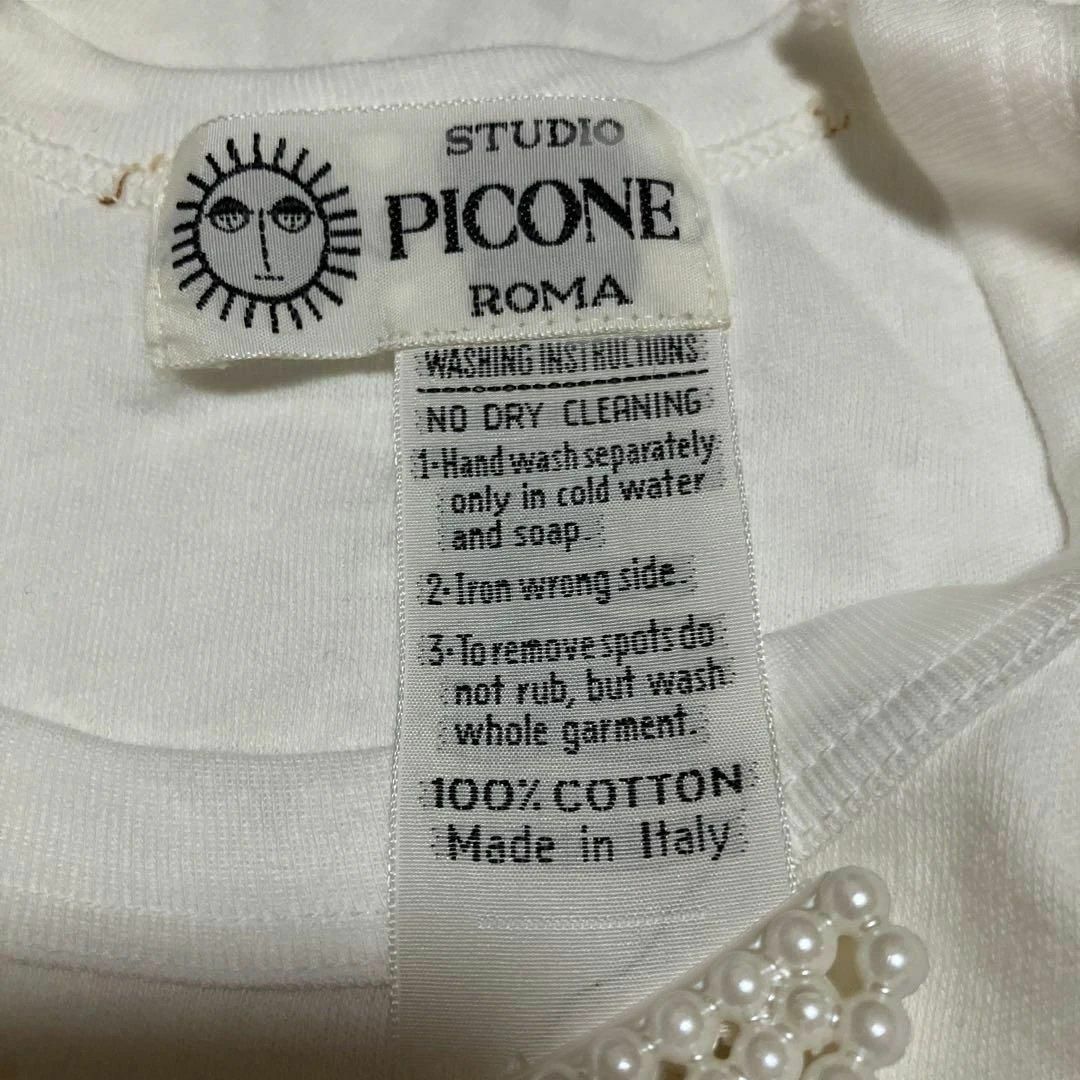 STUDIO
PICONE
ROMA
WASHING INSTRUCTIONS
NO DRY CLEANING
1-Hand wash separately
only in cold water
and soap.
2-Iron wrong side.
3-To remove spots do
not rub, but wash
whole garment.
100% COTTON
Made in Italy